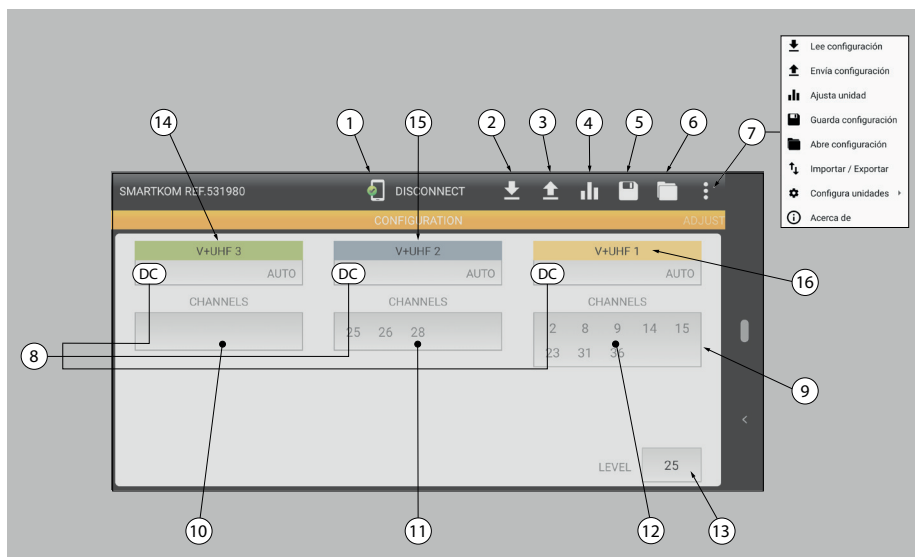 Lee configuración
Envía configuración
Ajusta unidad
Guarda configuración
Abre configuración
Importar / Exportar
Configura unidades
Acerca de
14
1
15
2
3
4
5
6
7
SMARTKOM REF.531980
DISCONNECT
CONFIGURATION
ADJUST
V+UHF 3
V+UHF 2
V+UHF 1
DC
AUTO
DC
AUTO
DC
AUTO
16
CHANNELS
CHANNELS
CHANNELS
25 26 28
2 8 9 14 15
23 31 36
8
9
LEVEL
25
10
11
12
13